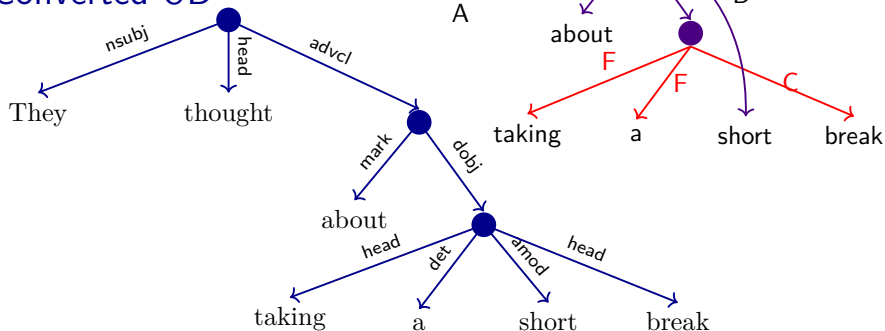 Converted UD
A
nsubj
head
advcl
about
F
F
C
They
thought
taking
a
short
break
mark
dobj
about
head
det
amod
head
taking
a
short
break